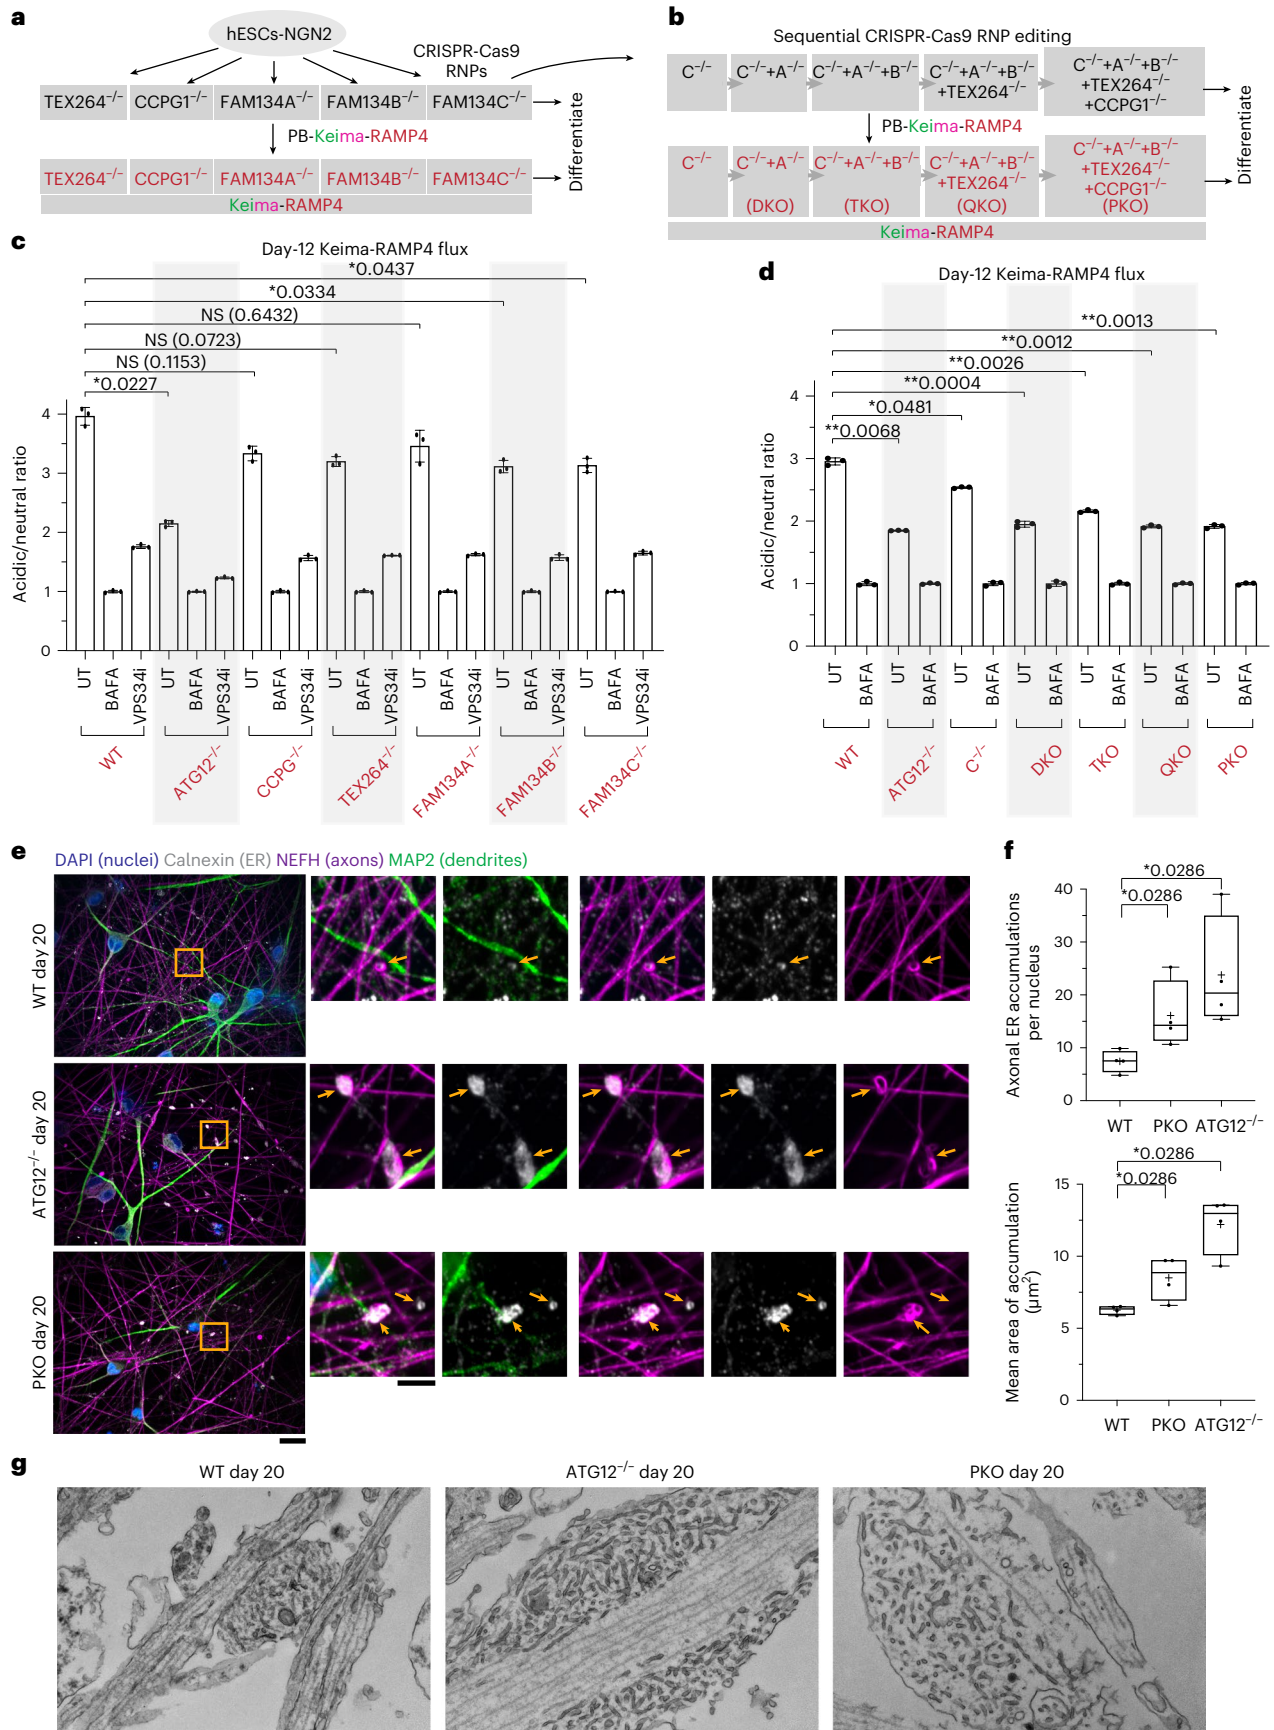 a
hESCs-NGN2
CRISPR-Cas9
RNPs
TEX264−/− CCPG1−/− FAM134A−/− FAM134B−/− FAM134C−/−
PB-Keima-RAMP4
TEX264−/− CCPG1−/− FAM134A−/− FAM134B−/− FAM134C−/−
Keima-RAMP4
Differentiate
b
Sequential CRISPR-Cas9 RNP editing
C−/− C−/−+A−/− C−/−+A−/−+B−/− C−/−+A−/−+B−/− +TEX264−/− C−/−+A−/−+B−/− +TEX264−/− +CCPG1−/−
PB-Keima-RAMP4
C−/− C−/−+A−/− C−/−+A−/−+B−/− C−/−+A−/−+B−/− +TEX264−/− C−/−+A−/−+B−/− +TEX264−/− +CCPG1−/−
(DKO) (TKO) (QKO) (PKO)
Keima-RAMP4
Differentiate
c
Day-12 Keima-RAMP4 flux
*0.0437
*0.0334
NS (0.6432)
NS (0.0723)
NS (0.1153)
*0.0227
Acidic/neutral ratio
4
3
2
1
0
UT BAFA VPS34i UT BAFA VPS34i UT BAFA VPS34i UT BAFA VPS34i UT BAFA VPS34i UT BAFA VPS34i UT BAFA VPS34i
WT ATG12−/− CCPG−/− TEX264−/− FAM134A−/− FAM134B−/− FAM134C−/−
d
Day-12 Keima-RAMP4 flux
**0.0013
**0.0012
**0.0026
**0.0004
*0.0481
**0.0068
Acidic/neutral ratio
4
3
2
1
0
UT BAFA UT BAFA UT BAFA UT BAFA UT BAFA UT BAFA UT BAFA
WT ATG12−/− C−/− DKO TKO QKO PKO
e
DAPI (nuclei) Calnexin (ER) NEFH (axons) MAP2 (dendrites)
WT day 20
ATG12−/− day 20
PKO day 20
f
*0.0286
*0.0286
Axonal ER accumulations
per nucleus
40
30
20
10
0
WT PKO ATG12−/−
*0.0286
*0.0286
Mean area of accumulation
(μm2)
15
10
5
0
WT PKO ATG12−/−
g
WT day 20
ATG12−/− day 20
PKO day 20